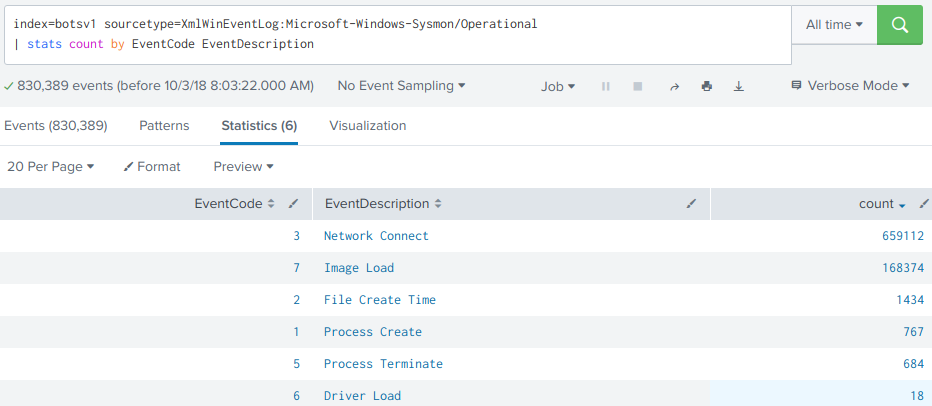 index=botsv1 sourcetype=XmlWinEventLog:Microsoft-Windows-Sysmon/Operational
| stats count by EventCode EventDescription
All time
830,389 events (before 10/3/18 8:03:22.000 AM)
No Event Sampling
Job
Verbose Mode
Events (830,389)
Patterns
Statistics (6)
Visualization
20 Per Page
Format
Preview
EventCode EventDescription count
3 Network Connect 659112
7 Image Load 168374
2 File Create Time 1434
1 Process Create 767
5 Process Terminate 684
6 Driver Load 18